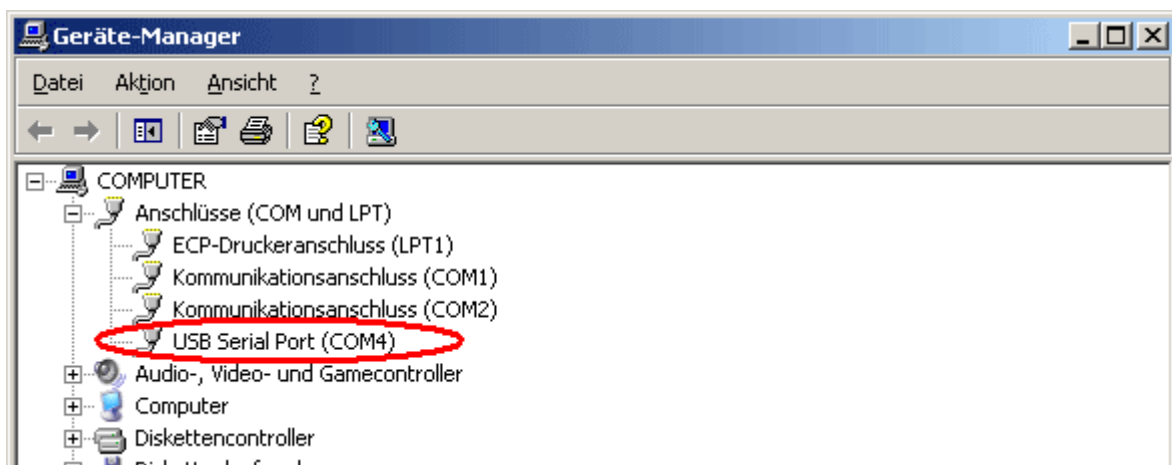 Geräte-Manager
Datei Aktion Ansicht ?
COMPUTER
Anschlüsse (COM und LPT)
ECP-Druckeranschluss (LPT1)
Kommunikationsanschluss (COM1)
Kommunikationsanschluss (COM2)
USB Serial Port (COM4)
Audio-, Video- und Gamecontroller
Computer
Diskettencontroller